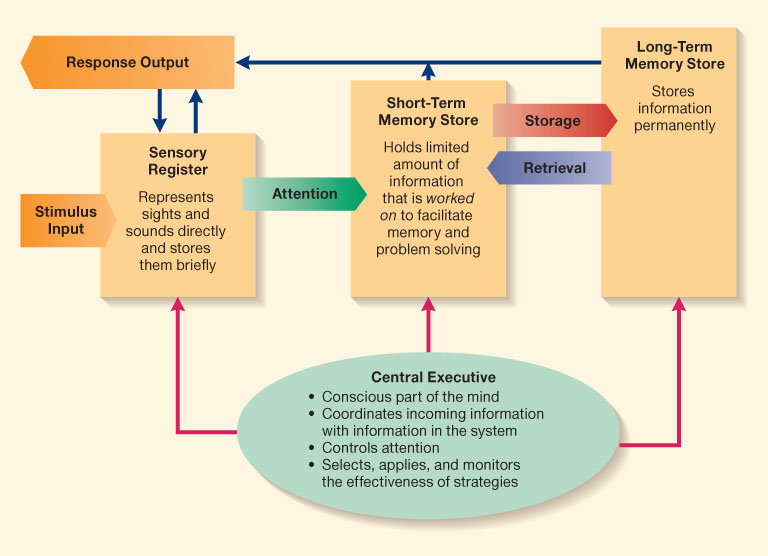 Response Output
Long-Term
Memory Store
Stores
information
permanently
Short-Term
Memory Store
Holds limited
amount of
information
that is worked
on to facilitate
memory and
problem solving
Storage
Retrieval
Sensory
Register
Represents
sights and
sounds directly
and stores
them briefly
Attention
Stimulus
Input
Central Executive
• Conscious part of the mind
• Coordinates incoming information
with information in the system
• Controls attention
• Selects, applies, and monitors
the effectiveness of strategies